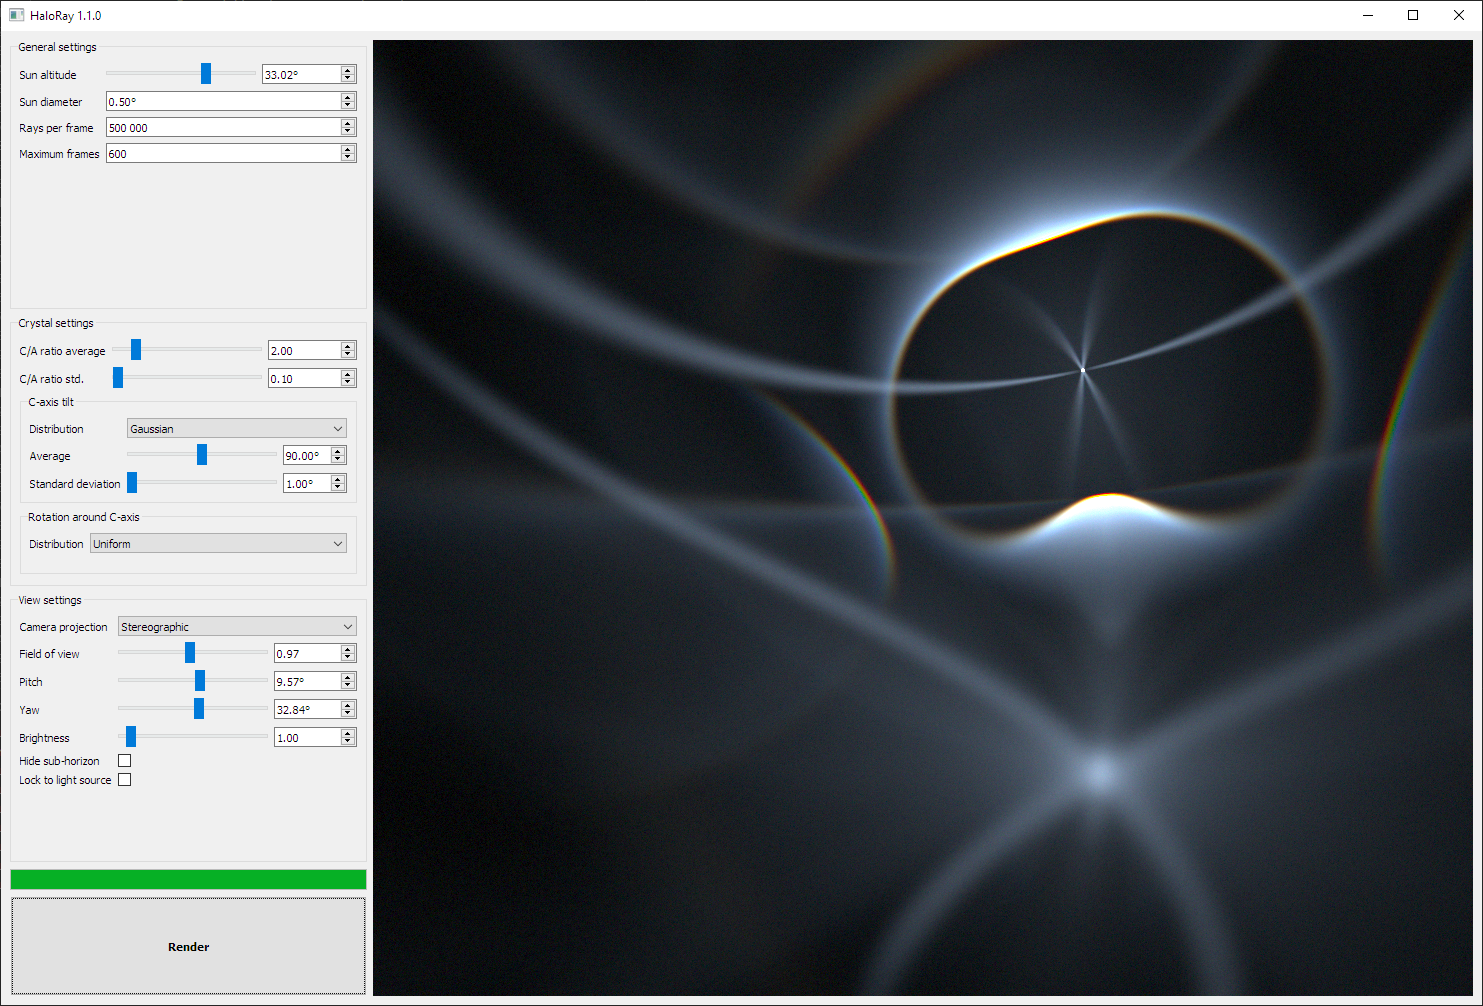 HaloRay 1.1.0
General settings
Sun altitude 33.02°
Sun diameter 0.50°
Rays per frame 500 000
Maximum frames 600
Crystal settings
C/A ratio average 2.00
C/A ratio std. 0.10
C-axis tilt
Distribution Gaussian
Average 90.00°
Standard deviation 1.00°
Rotation around C-axis
Distribution Uniform
View settings
Camera projection Stereographic
Field of view 0.97
Pitch 9.57°
Yaw 32.84°
Brightness 1.00
Hide sub-horizon
Lock to light source
Render